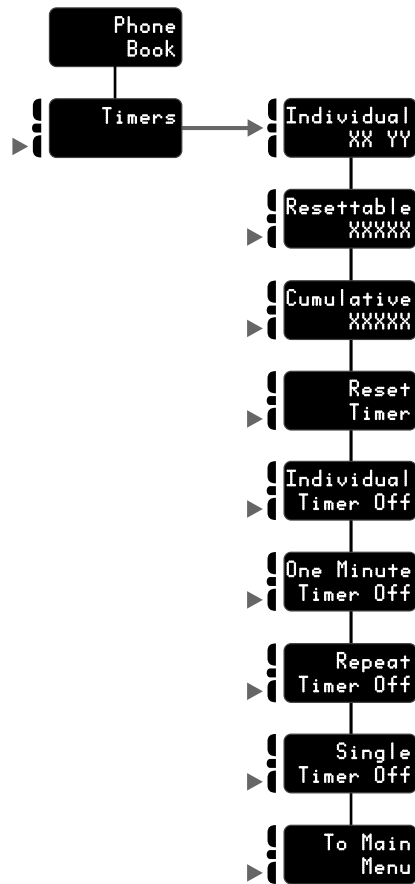 Phone
Book
Timers
Individual
XX YY
Resettable
XXXXX
Cumulative
XXXXX
Reset
Timer
Individual
Timer Off
One Minute
Timer Off
Repeat
Timer Off
Single
Timer Off
To Main
Menu